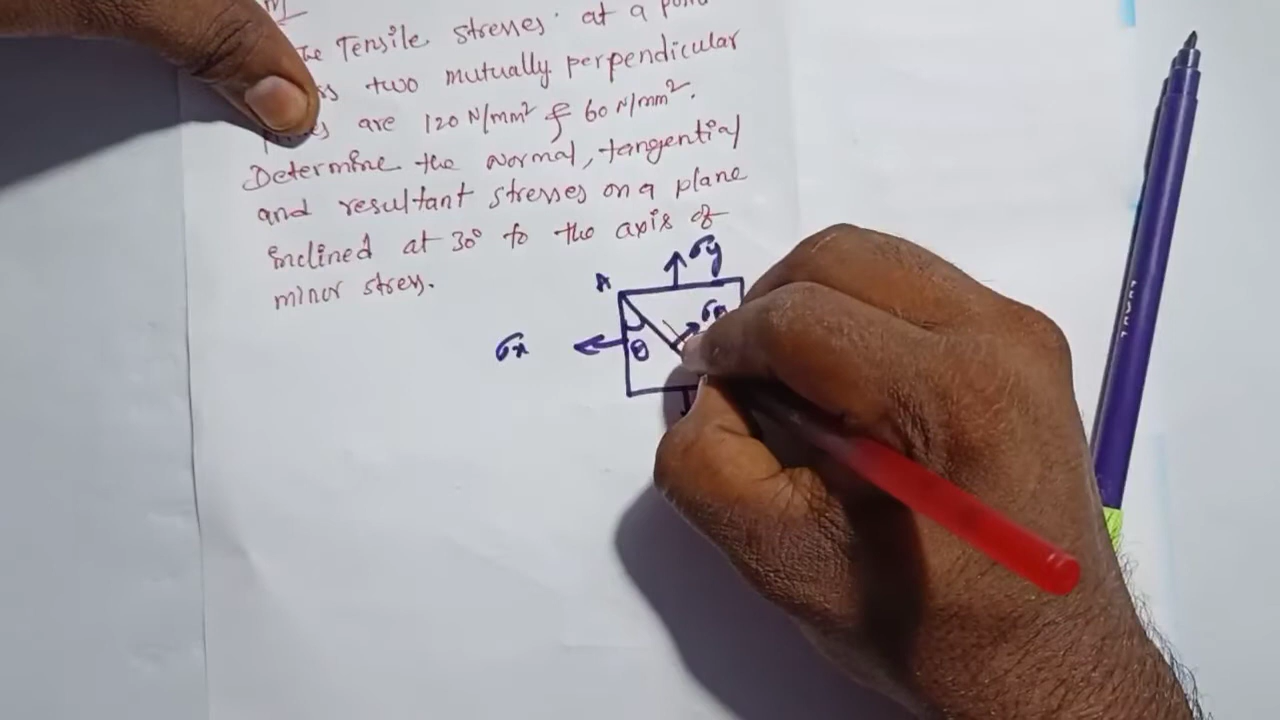 Tensile stresses at a
two mutually perpendicular
are 120 N/mm² & 60 N/mm².
Determine the normal, tangential
and resultant stresses on a plane
inclined at 30° to the axis of
minor stress.
σy
A
σx
θ